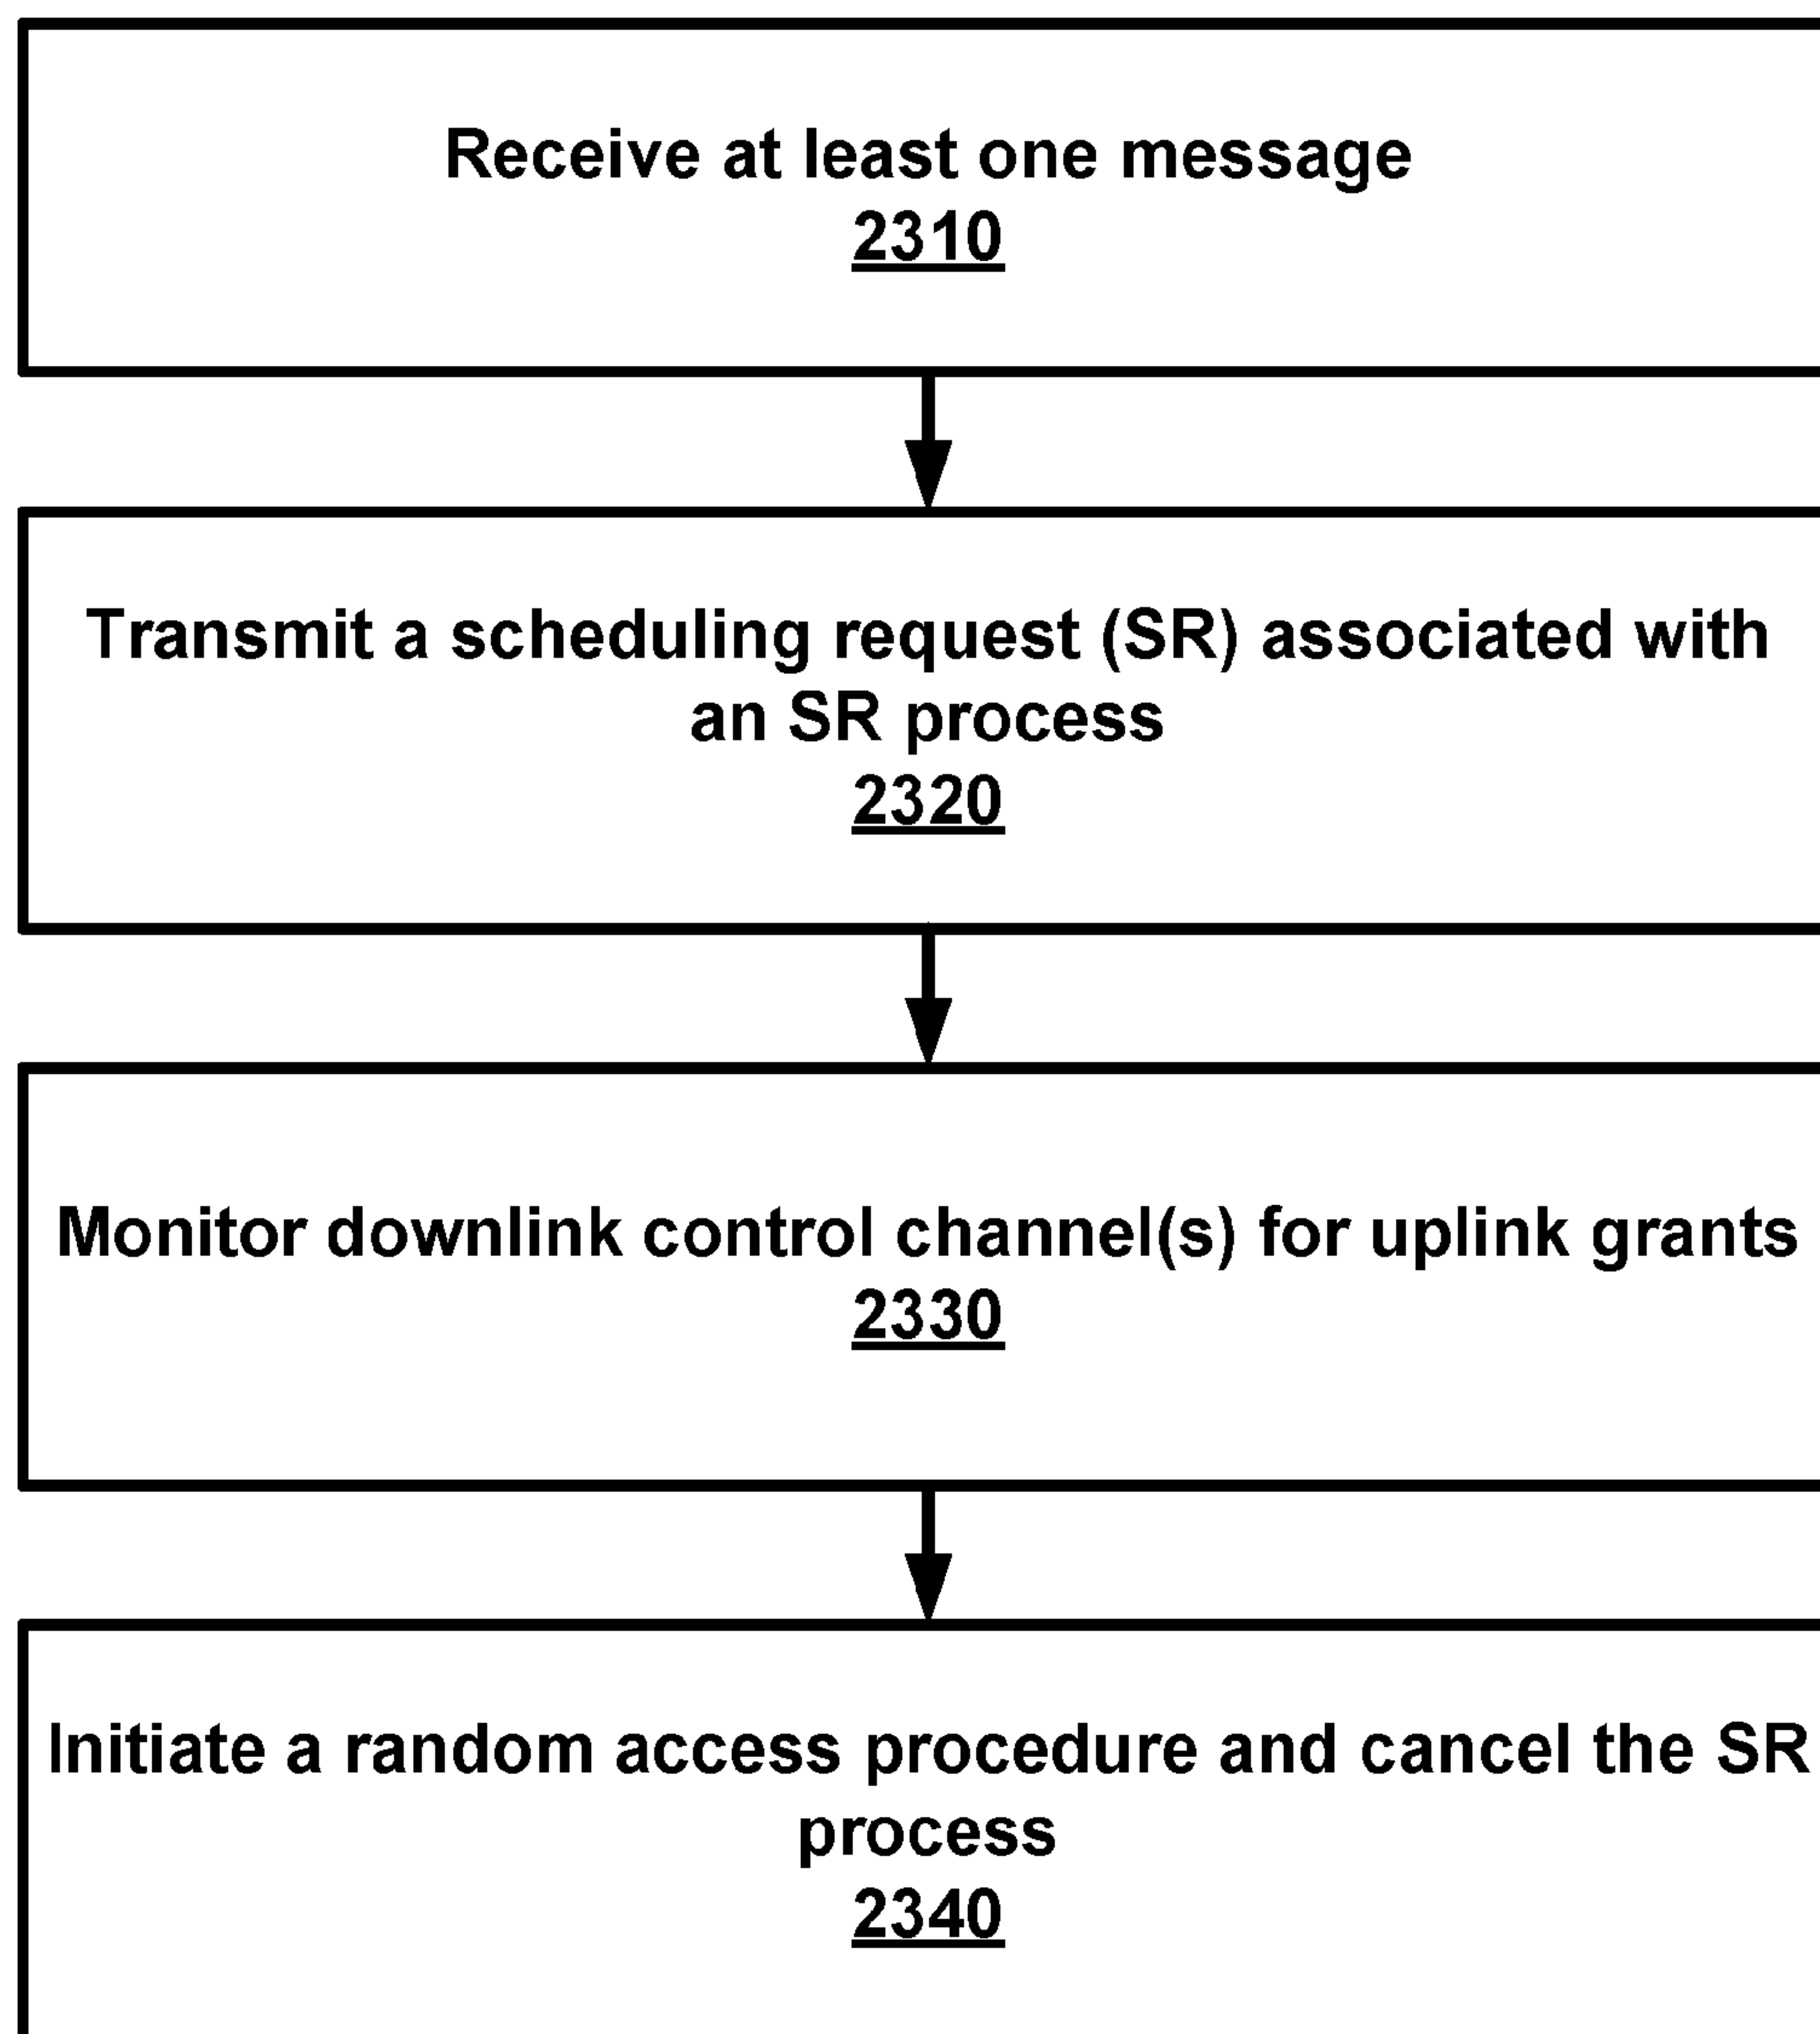 Receive at least one message
2310
Transmit a scheduling request (SR) associated with
an SR process
2320
Monitor downlink control channel(s) for uplink grants
2330
Initiate a random access procedure and cancel the SR
process
2340